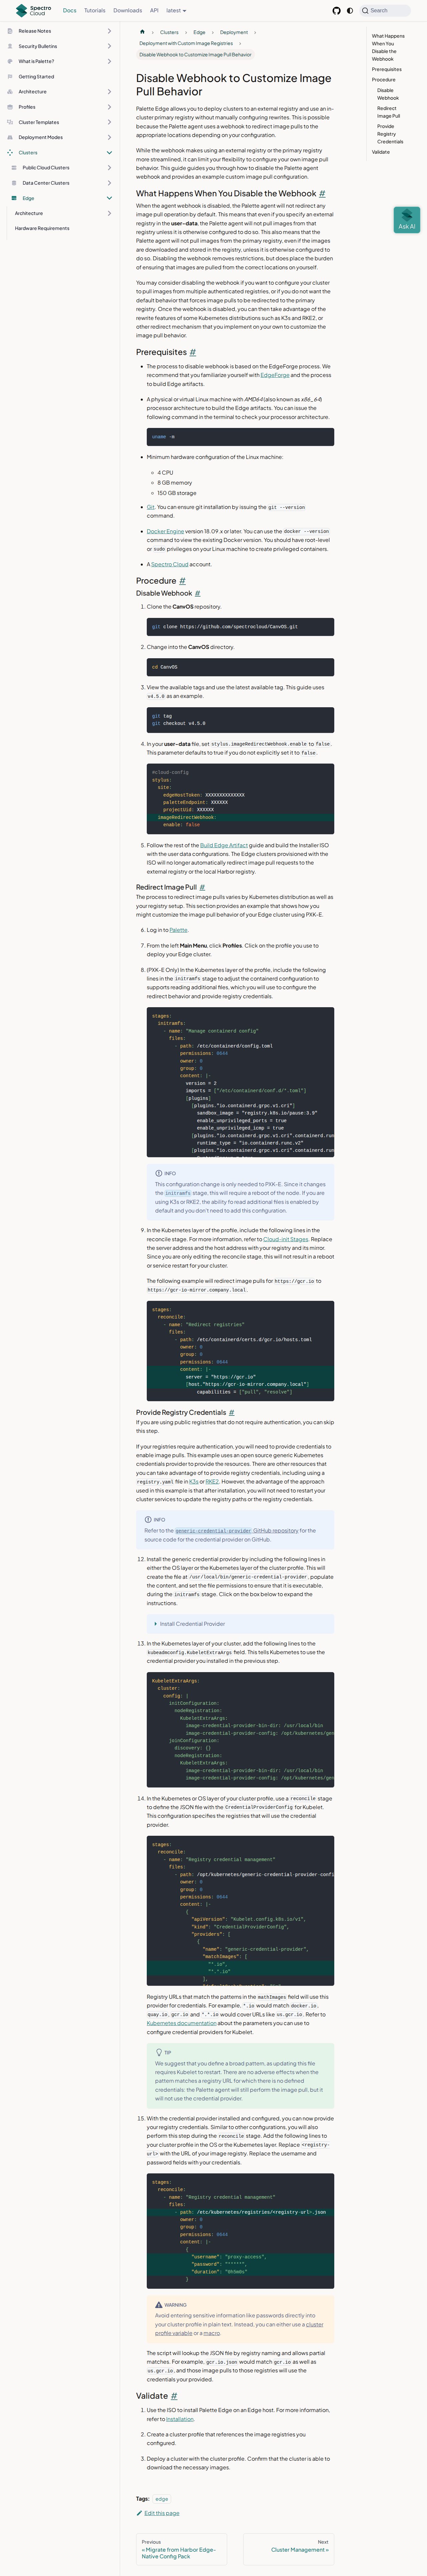 Spectro Cloud
Docs
Tutorials
Downloads
API
latest
Search
Release Notes
Security Bulletins
What is Palette?
Getting Started
Architecture
Profiles
Cluster Templates
Deployment Modes
Clusters
Public Cloud Clusters
Data Center Clusters
Edge
Architecture
Hardware Requirements
Clusters
Edge
Deployment
Deployment with Custom Image Registries
Disable Webhook to Customize Image Pull Behavior
What Happens When You Disable the Webhook
Prerequisites
Procedure
Disable Webhook
Redirect Image Pull
Provide Registry Credentials
Validate
Ask AI
Disable Webhook to Customize Image Pull Behavior
Palette Edge allows you to deploy clusters to an external registry and also use an in-cluster primary registry without manually configuring rewrites. This is possible because Palette uses a webhook to redirect all image pulls to the appropriate locations depending on your configuration.
While the webhook makes using an external registry or the primary registry more convenient, it can limit your flexibility to configure your own image pull behavior. This guide teaches you how to go through with the Palette agent webhook and provide a custom image pull configuration.
What Happens When You Disable the Webhook #
When the agent webhook is disabled, the Palette agent will not redirect any image pull from their original destination. This means that even if you specify an external registry in the user-data file, which normally causes all images to be pulled from the external registry, this redirection will not happen. This also includes Palette's own images. With the webhook disabled, Palette will pull images from their original sources even in clusters where images are downloaded and stored in the in-cluster registry. In other words, disabling the webhook removes restrictions, but also places the burden of ensuring that all images are pulled from the correct locations on yourself.
You may consider disabling the webhook if you want to configure your cluster to pull images from multiple authenticated registries, which is not possible by default because default behavior forces all image pulls to be redirected to the primary registry. Once the webhook is disabled, you can then take advantage of image rewrite features of some Kubernetes distributions such as K3s and RKE2, or other redirect mechanism that you implement on your own to customize the image pull behavior.
Prerequisites #
The process to disable webhook is based on the EdgeForge process. We recommend that you familiarize yourself with EdgeForge and the process to build Edge artifacts.
A physical or virtual Linux machine with AMD64 (also known as x86_64) processor architecture to build the Edge artifacts. You can issue the following command in the terminal to check your processor architecture.
uname -m
Minimum hardware configuration of the Linux machine:
4 CPU
8 GB memory
150 GB storage
Git. You can ensure git installation by issuing the git --version command.
Docker Engine version 18.09.x or later. You can use the docker --version command to view the existing Docker version. You should have root-level or sudo privileges on your Linux machine to create privileged containers.
A Spectro Cloud account.
Procedure #
Disable Webhook #
1. Clone the CanvOS repository.
git clone https://github.com/spectrocloud/CanvOS.git
2. Change into the CanvOS directory.
cd CanvOS
3. View the available tags and use the latest available tag. This guide uses v4.5.8 as an example.
git tag
git checkout v4.5.8
4. In your user-data file, set stylus.imageRedirectWebhook.enable to false. This parameter defaults to true if you do not explicitly set it to false.
#cloud-config
stylus:
site:
edgeHostToken: XXXXXXXXXXXXXX
paletteEndpoint: XXXXXX
projectUid: XXXXXX
imageRedirectWebhook:
enable: false
5. Follow the rest of the Build Edge Artifact guide and build the Installer ISO with the user data configurations. The Edge clusters provisioned with the ISO will no longer automatically redirect image pull requests to the external registry or the local Harbor registry.
Redirect Image Pull #
The process to redirect image pulls varies by Kubernetes distribution as well as by your registry setup. This section provides an example that shows how you might customize the image pull behavior of your Edge cluster using PXK-E.
6. Log in to Palette.
7. From the left Main Menu, click Profiles. Click on the profile you use to deploy your Edge cluster.
8. (PXK-E Only) In the Kubernetes layer of the profile, include the following lines in the initramfs stage to adjust the containerd configuration to supports reading additional files, which you will use to configure the image redirect behavior and provide credentials.
stages:
initramfs:
- name: "Manage containerd config"
files:
- path: /etc/containerd/config.toml
permissions: 0644
owner: 0
group: 0
content: |-
version = 2
imports = ["/etc/containerd/conf.d/*.toml"]
[plugins]
[plugins."io.containerd.grpc.v1.cri"]
sandbox_image = "registry.k8s.io/pause:3.9"
enable_unprivileged_ports = true
enable_unprivileged_icmp = true
[plugins."io.containerd.grpc.v1.cri".containerd.run
runtime_type = "io.containerd.runc.v2"
[plugins."io.containerd.grpc.v1.cri".containerd.run
INFO
This configuration change is only needed to PXK-E. Since it changes the initramfs stage, this will require a reboot of the node. If you are using K3s or RKE2, the ability fo read additional files is enabled by default and you don't need to add this configuration.
9. In the Kubernetes layer of the profile, include the following lines in the reconcile stage. For more information, refer to Cloud-init Stages. Replace the server address and the host address with your registry and its mirror. Since you are only editing the reconcile stage, this will not result in a reboot or service restart for your cluster.
The following example will redirect image pulls for https://gcr.io to https://gcr-io-mirror.company.local.
stages:
reconcile:
- name: "Redirect registries"
files:
- path: /etc/containerd/certs.d/gcr.io/hosts.toml
owner: 0
group: 0
permissions: 0644
content: |-
server = "https://gcr.io"
[host."https://gcr-io-mirror.company.local"]
capabilities = ["pull", "resolve"]
Provide Registry Credentials #
If you are using public registries that do not require authentication, you can skip this step.
If your registries require authentication, you will need to provide credentials to enable image pulls. This example uses an open source generic Kubernetes credential provider to provide the resources. There are other resources that you can take advantage of to provide registry credentials, including using a registry.yaml file in K3s or RKE2. However, the advantage of the approach used in this example is that after installation, you will not need to restart your cluster services to update the registry paths and the registry credentials.
INFO
Refer to the generic-credential-provider GitHub repository for the source code for the credential provider on GitHub.
12. Install the generic credential provider by including the following lines in either the OS layer or the Kubernetes layer of the cluster profile. This will create the file at /usr/local/bin/generic-credential-provider, populate the content, and set the file permissions to ensure that it is executable, during the initramfs stage. Click on the box below to expand the instructions.
Install Credential Provider
13. In the Kubernetes layer of your cluster, add the following lines to the kubeadmconfig.KubeletExtraArgs field. This tells Kubernetes to use the credential provider you installed in the previous step.
KubeletExtraArgs:
cluster:
config: |
initConfiguration:
nodeRegistration:
KubeletExtraArgs:
image-credential-provider-bin-dir: /usr/local/bin
image-credential-provider-config: /opt/kubernetes/gen
joinConfiguration:
discovery: {}
nodeRegistration:
KubeletExtraArgs:
image-credential-provider-bin-dir: /usr/local/bin
image-credential-provider-config: /opt/kubernetes/gen
14. In the Kubernetes or OS layer of your cluster profile, use a reconcile stage to define the JSON file with the CredentialProviderConfig for Kubelet. This configuration specifies the registries that will use the credential provider.
stages:
reconcile:
- name: "Registry credential management"
files:
- path: /opt/kubernetes/generic-credential-provider-config
owner: 0
group: 0
permissions: 0644
content: |-
{
"apiVersion": "kubelet.config.k8s.io/v1",
"kind": "CredentialProviderConfig",
"providers": [
{
"name": "generic-credential-provider",
"matchImages": [
"*.io",
"*.*.io"
],
Registry URLs that match the patterns in the matchImages field will use this provider for credentials. For example, *.io would match docker.io, quay.io, gcr.io and *.*.io would cover URLs like us.gcr.io. Refer to Kubernetes documentation about the parameters you can use to configure credential providers for Kubelet.
TIP
We suggest that you define a broad pattern, as updating this file requires Kubelet to restart. There are no adverse effects when the pattern matches a registry URL for which there is no defined credentials; the Palette agent will still perform the image pull, but it will not use the credential provider.
15. With the credential provider installed and configured, you can now provide your registry credentials. Similar to other configurations, you will also perform this step during the reconcile stage. Add the following lines to your cluster profile in the OS or the Kubernetes layer. Replace <registry-url> with the URL of your image registry. Replace the username and password fields with your credentials.
stages:
reconcile:
- name: "Registry credential management"
files:
- path: /etc/kubernetes/registries/<registry-url>.json
owner: 0
group: 0
permissions: 0644
content: |-
{
"username": "proxy-access",
"duration": "0h5m0s"
}
WARNING
Avoid entering sensitive information like passwords directly into your cluster profile in plain text. Instead, you can either use a cluster profile variable or a macro.
The script will lookup the JSON file by registry naming and allows partial matches. For example, gcr.io.json would match gcr.io as well as us.gcr.io, and those image pulls to those registries will use the credentials you provided.
Validate #
1. Use the ISO to install Palette Edge on an Edge host. For more information, refer to Installation.
2. Create a cluster profile that references the image registries you configured.
3. Deploy a cluster with the cluster profile. Confirm that the cluster is able to download the necessary images.
Tags: edge
Edit this page
Previous
« Migrate from Harbor Edge-Native Config Pack
Next
Cluster Management »